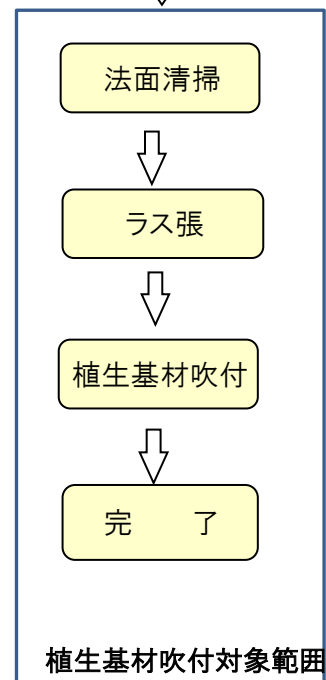 法面清掃
ラス張
植生基材吹付
完　　了
植生基材吹付対象範囲